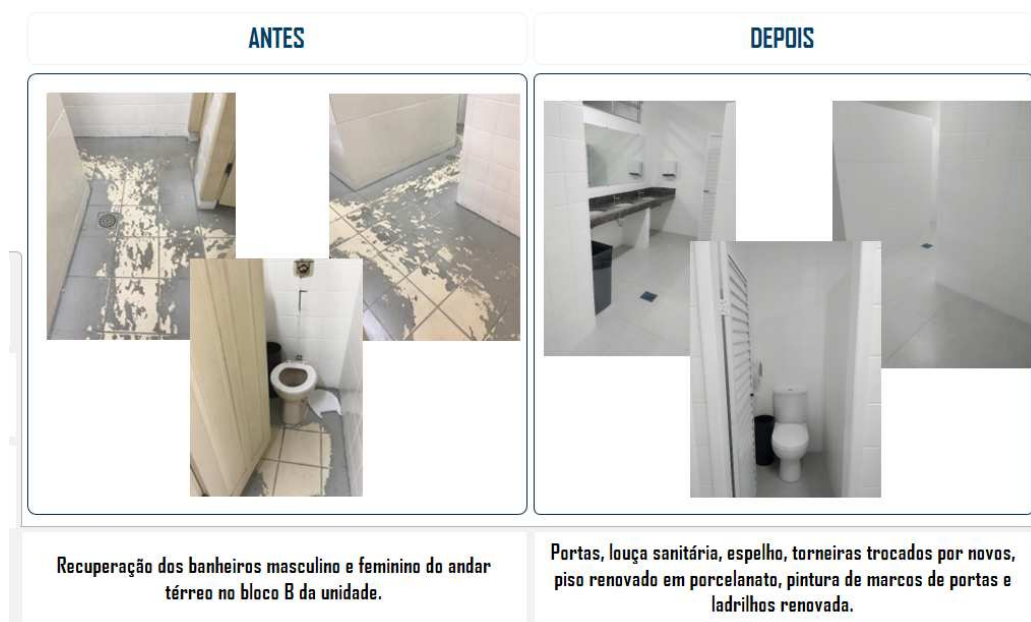 ANTES
DEPOIS
Recuperação dos banheiros masculino e feminino do andar
térreo no bloco B da unidade.
Portas, louça sanitária, espelho, torneiras trocados por novos,
piso renovado em porcelanato, pintura de marcos de portas e
ladrilhos renovada.